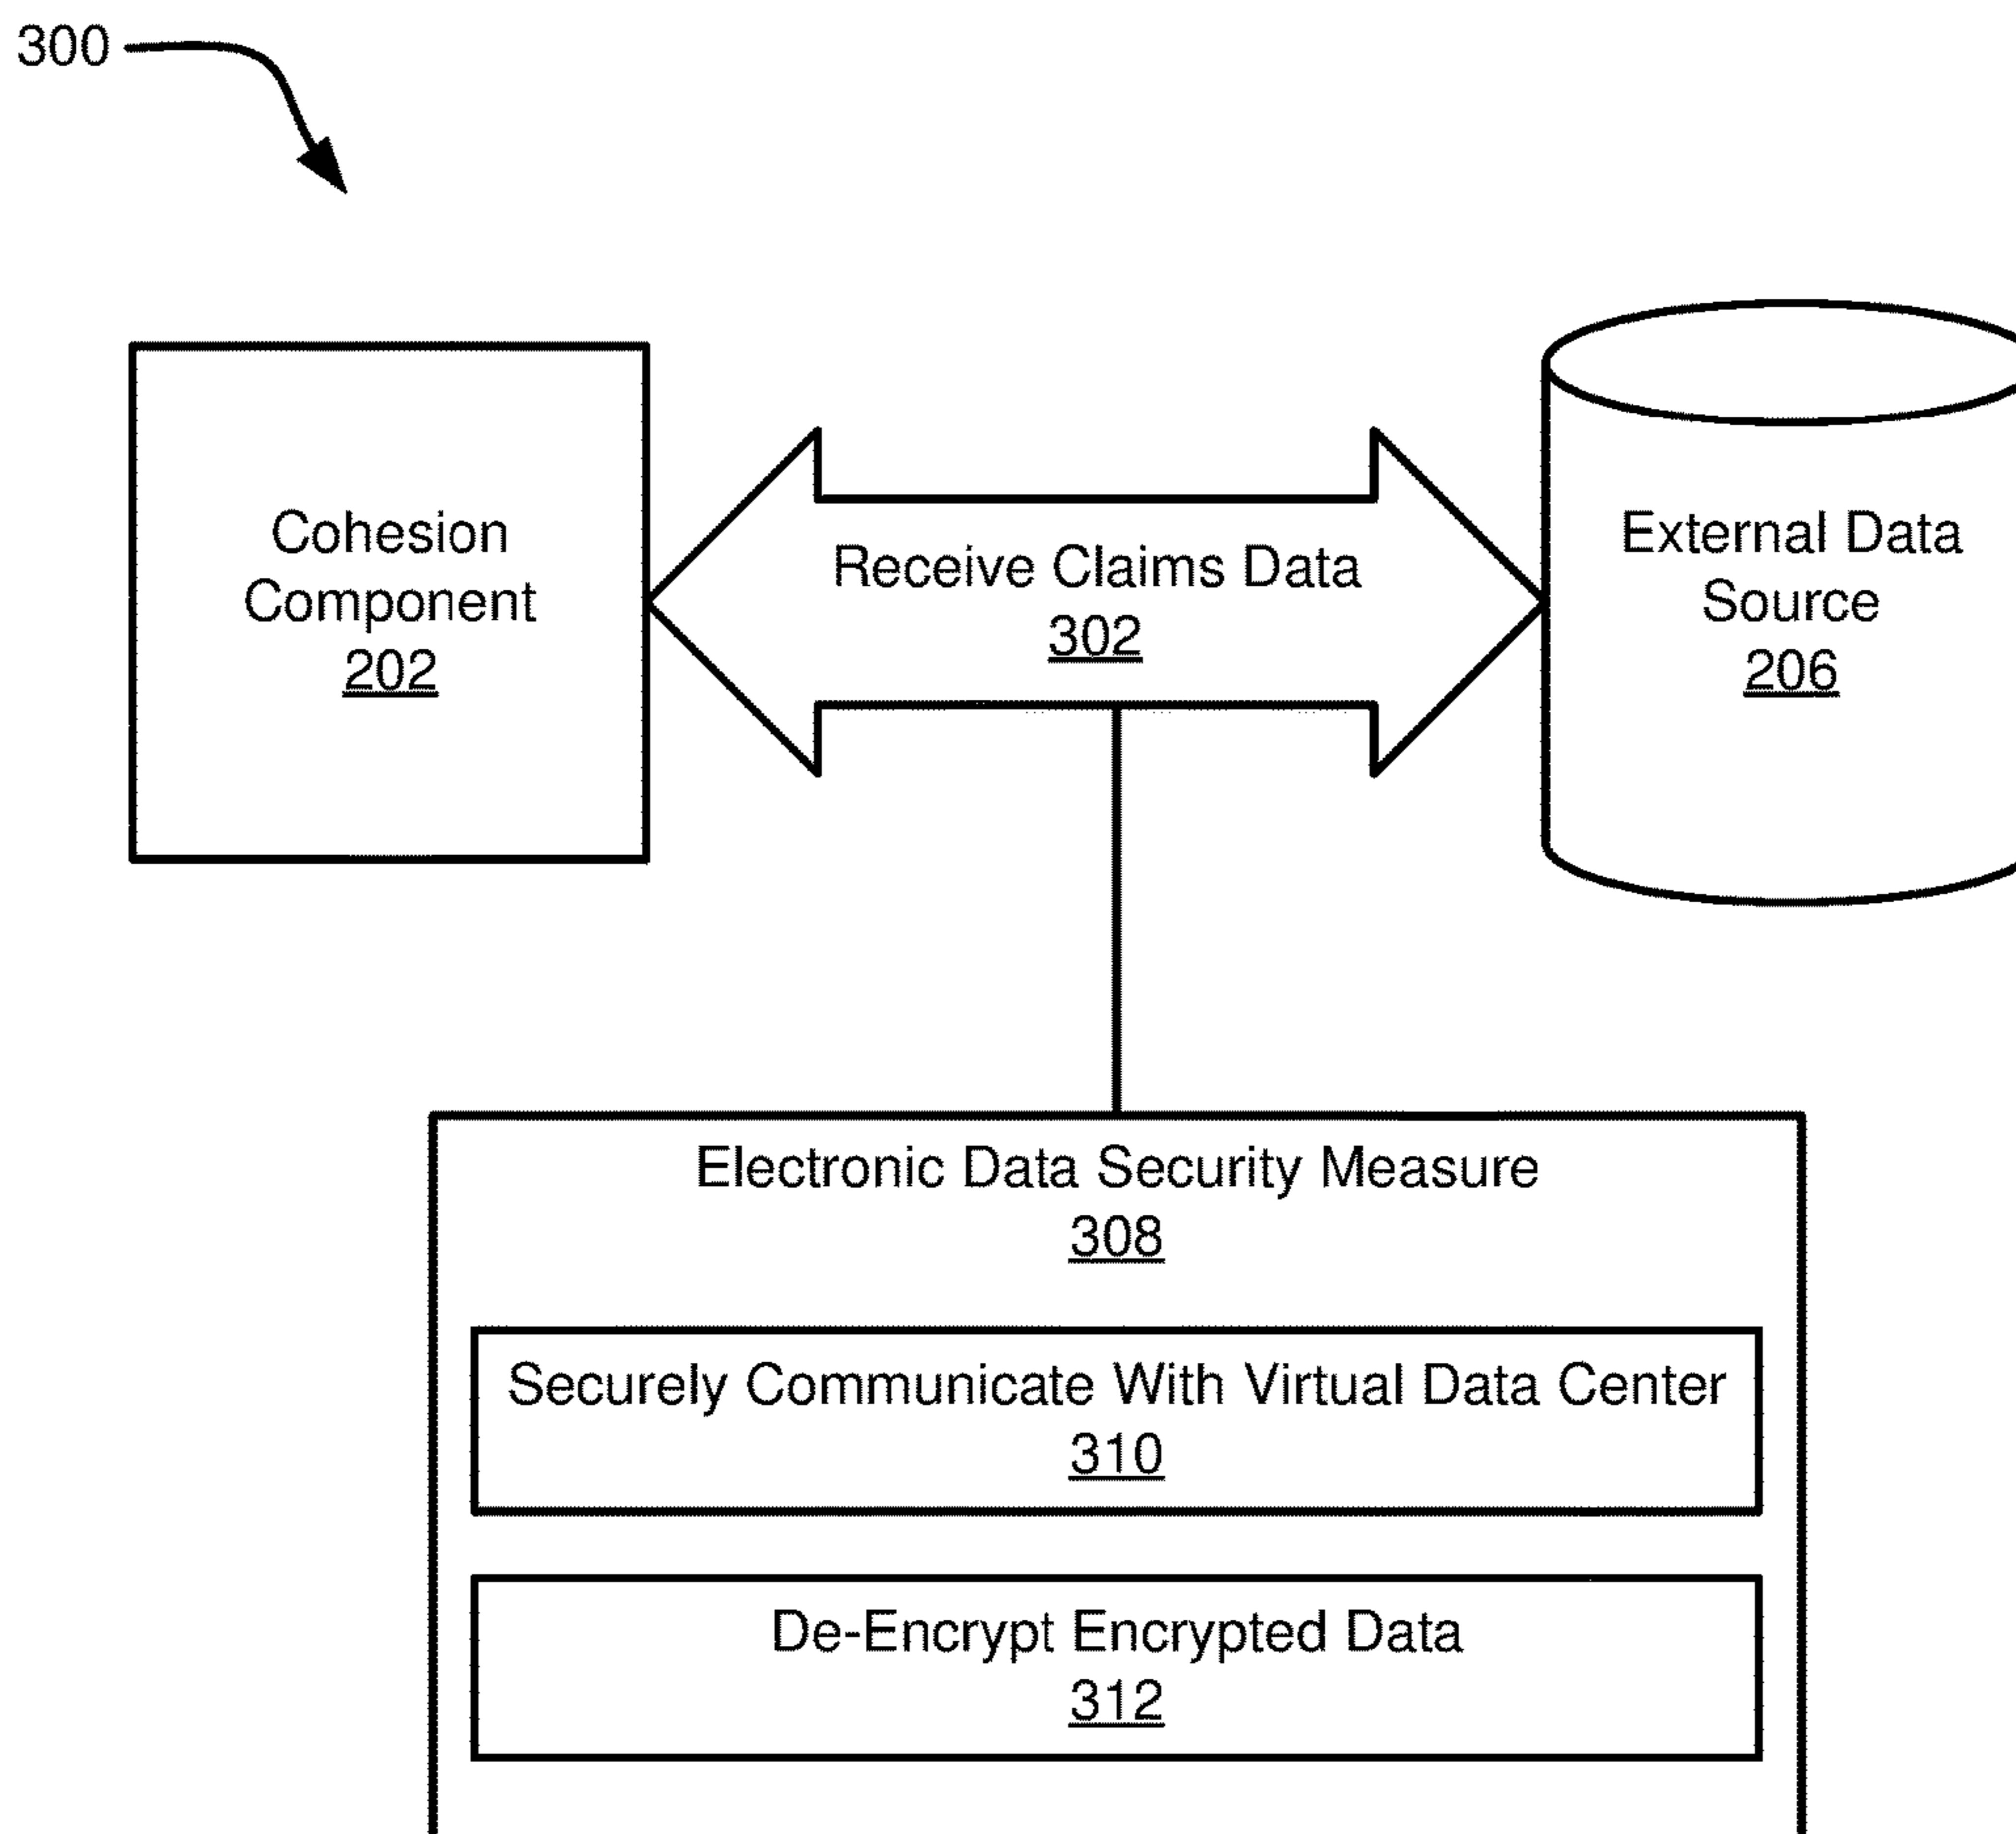 300
Cohesion
Component
202
Receive Claims Data
302
External Data
Source
206
Electronic Data Security Measure
308
Securely Communicate With Virtual Data Center
310
De-Encrypt Encrypted Data
312